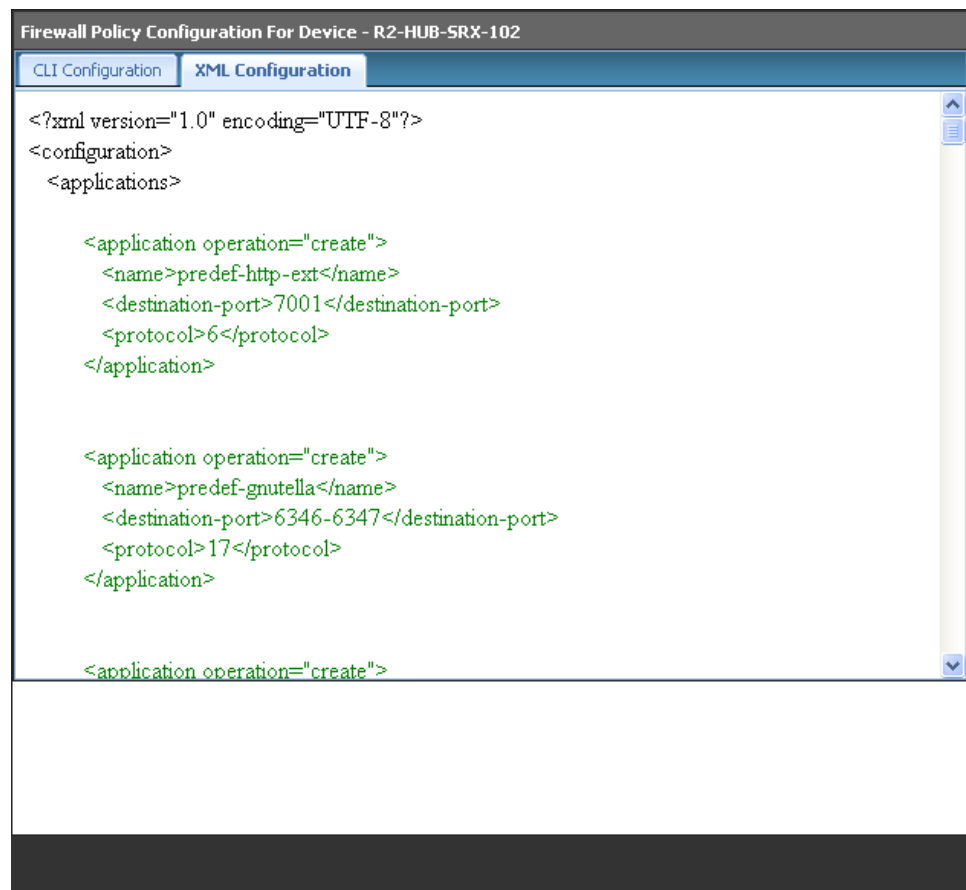 Firewall Policy Configuration For Device - R2-HUB-SRX-102
CLI Configuration XML Configuration
<?xml version="1.0" encoding="UTF-8"?>
<configuration>
<applications>
<application operation="create">
<name>predef-http-ext</name>
<destination-port>7001</destination-port>
<protocol>6</protocol>
</application>
<application operation="create">
<name>predef-gnutella</name>
<destination-port>6346-6347</destination-port>
<protocol>17</protocol>
</application>
<application operation="create">